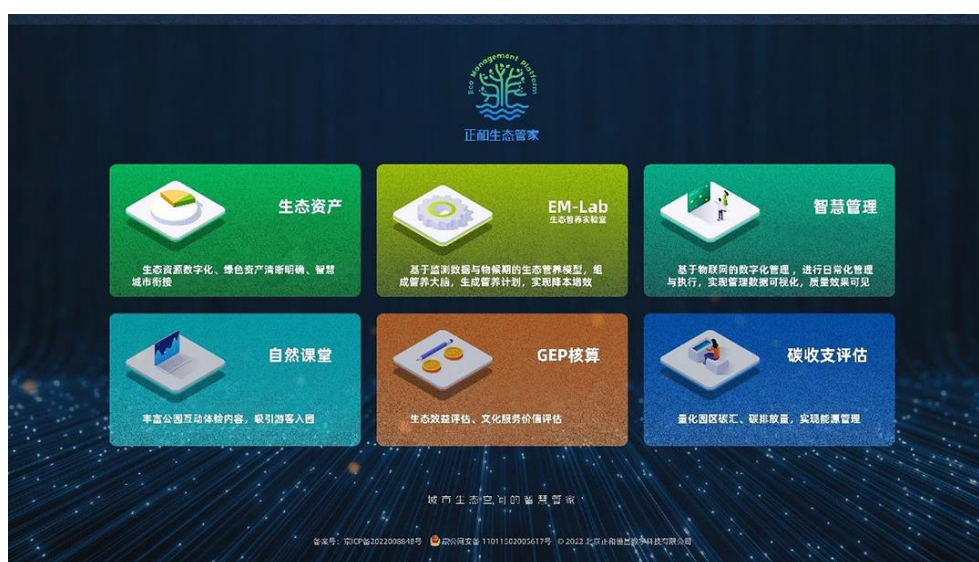 Eco Management Platform
正和生态管家
生态资产
生态资源数字化、绿色资产清晰明确、智慧
城市衔接
EM-Lab
生态管养实验室
基于监测数据与物候期的生态管养模型，组
成管养大脑，生成管养计划，实现降本增效
智慧管理
基于物联网的数字化管理，进行日常化管理
与执行，实现管理数据可视化，质量效果可见
自然课堂
丰富公园互动体验内容，吸引游客入园
GEP核算
生态效益评估、文化服务价值评估
碳收支评估
量化园区碳汇、碳排放量，实现能源管理
城市生态空间的智慧管家
备案号：京ICP备2022008848号 京公网安备 11011502005617号 © 2022 北京正和恒基数字科技有限公司